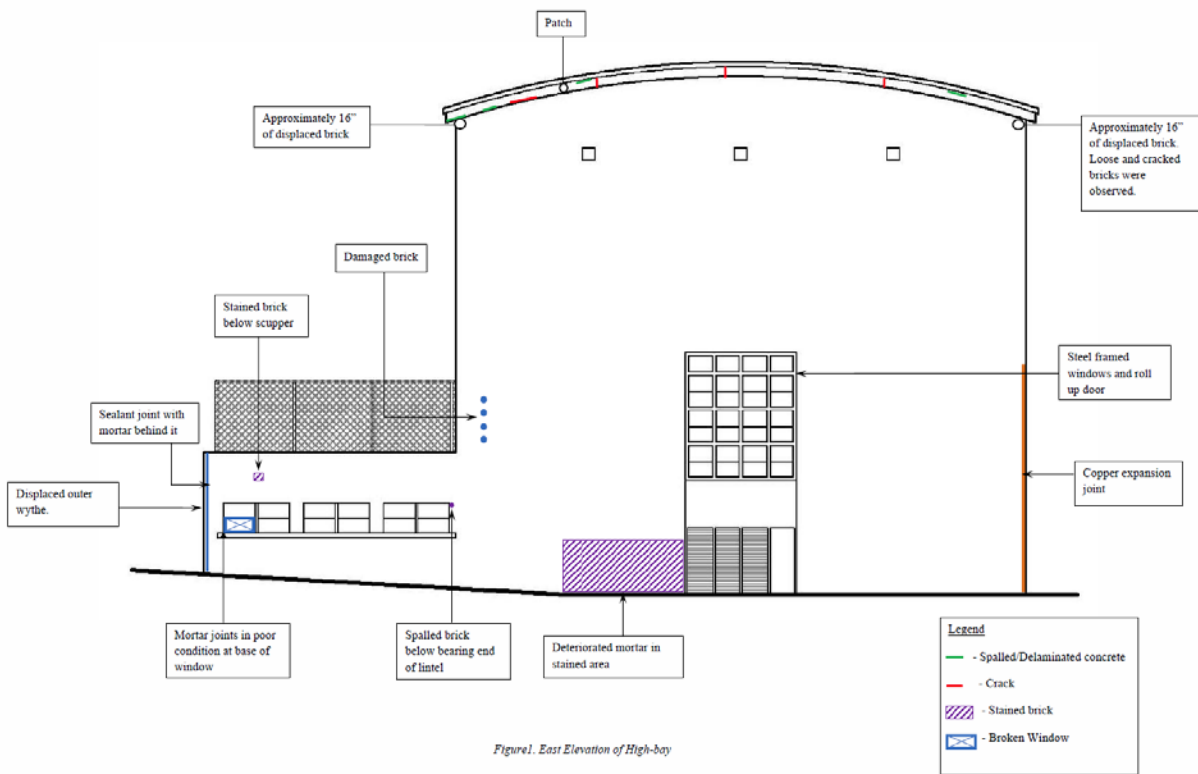 Patch
Approximately 16”
of displaced brick
Approximately 16”
of displaced brick.
Loose and cracked
bricks were
observed.
Damaged brick
Stained brick
below scupper
Steel framed
windows and roll
up door
Sealant joint with
mortar behind it
Copper expansion
joint
Displaced outer
wythe.
Mortar joints in poor
condition at base of
window
Spalled brick
below bearing end
of lintel
Deteriorated mortar in
stained area
Legend
- Spalled/Delaminated concrete
- Crack
- Stained brick
- Broken Window
Figure1. East Elevation of High-bay